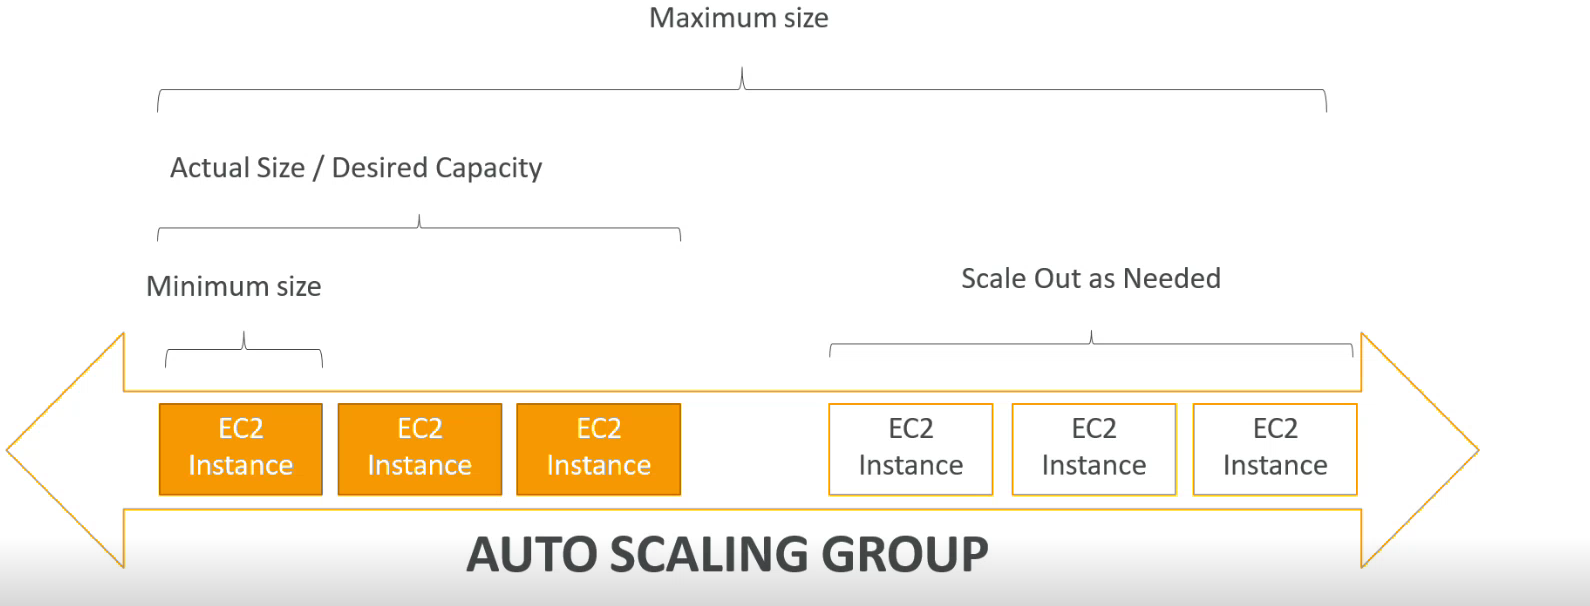 Maximum size
Actual Size / Desired Capacity
Minimum size
Scale Out as Needed
EC2
Instance
EC2
Instance
EC2
Instance
EC2
Instance
EC2
Instance
EC2
Instance
AUTO SCALING GROUP